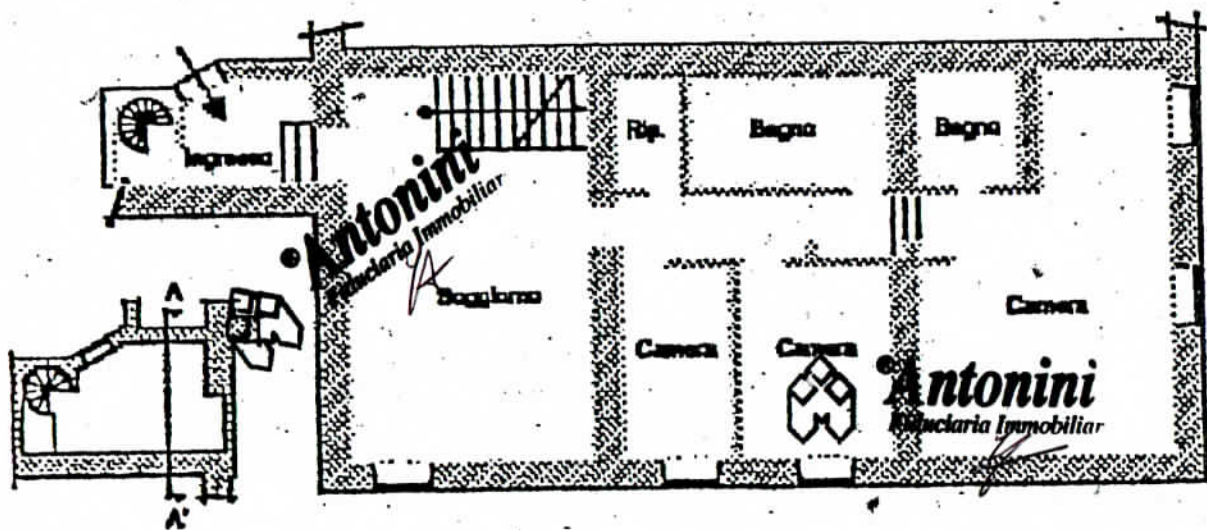 Ingresso
Rip.
Bagno
Bagno
Antonini
Fiduciaria Immobiliar
Soggiorno
Camera
Camera
Camera
A
M
Antonini
Fiduciaria Immobiliar
A'